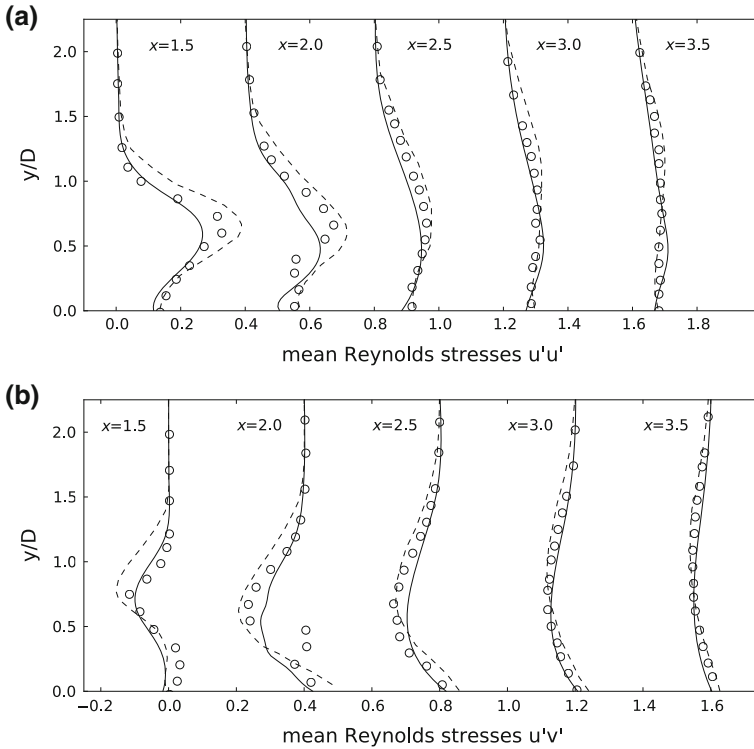 (a)
x=1.5 x=2.0 x=2.5 x=3.0 x=3.5
2.0
1.5
1.0
0.5
0.0
y/D
0.0 0.2 0.4 0.6 0.8 1.0 1.2 1.4 1.6 1.8
mean Reynolds stresses u'u'
(b)
x=1.5 x=2.0 x=2.5 x=3.0 x=3.5
2.0
1.5
1.0
0.5
0.0
y/D
−0.2 0.0 0.2 0.4 0.6 0.8 1.0 1.2 1.4 1.6
mean Reynolds stresses u'v'